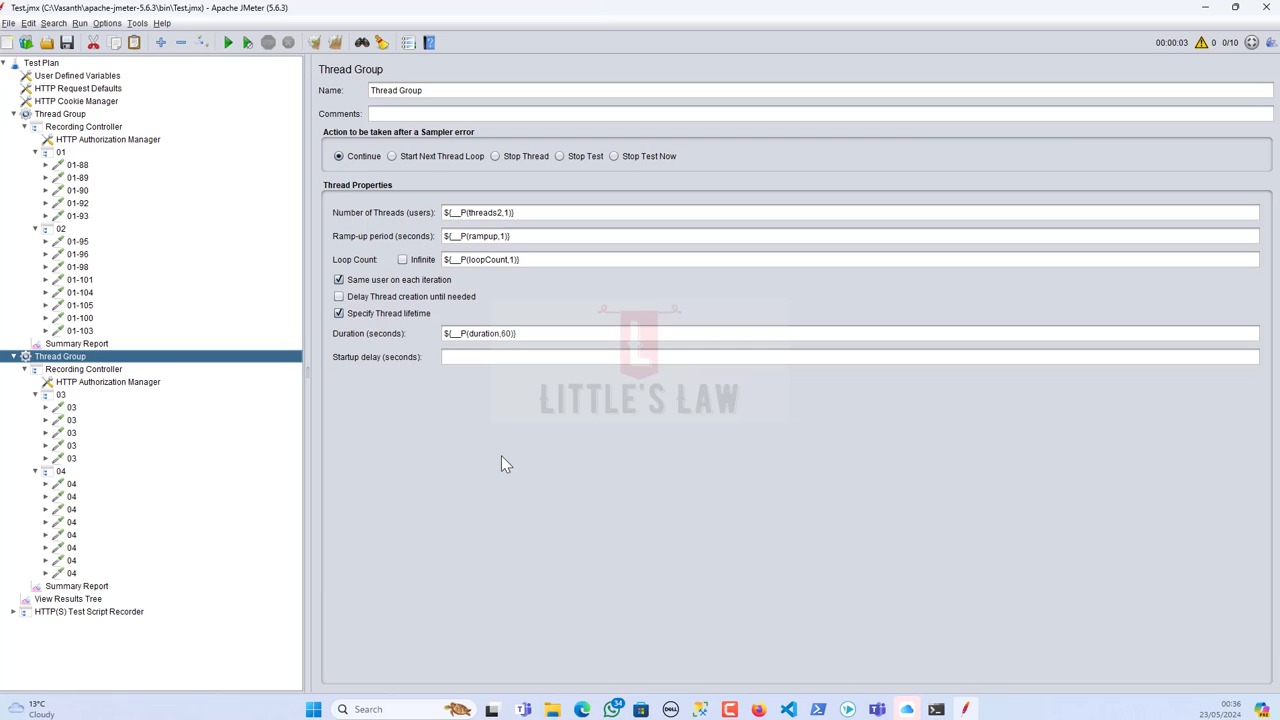 Test.jmx (C:\Vasanth\apache-jmeter-5.6.3\bin\Test.jmx) - Apache JMeter (5.6.3)
File Edit Search Run Options Tools Help
00:00:03 0 0/10
Test Plan
User Defined Variables
HTTP Request Defaults
HTTP Cookie Manager
Thread Group
Recording Controller
HTTP Authorization Manager
01
01-88
01-89
01-90
01-92
01-93
02
01-95
01-96
01-98
01-101
01-104
01-105
01-100
01-103
Summary Report
Thread Group
Recording Controller
HTTP Authorization Manager
03
03
03
03
03
03
04
04
04
04
04
04
04
04
04
Summary Report
View Results Tree
HTTP(S) Test Script Recorder
Thread Group
Name: Thread Group
Comments:
Action to be taken after a Sampler error
Continue Start Next Thread Loop Stop Thread Stop Test Stop Test Now
Thread Properties
Number of Threads (users): ${__P(threads2,1)}
Ramp-up period (seconds): ${__P(rampup,1)}
Loop Count: Infinite ${__P(loopCount,1)}
Same user on each iteration
Delay Thread creation until needed
Specify Thread lifetime
Duration (seconds): ${__P(duration,60)}
Startup delay (seconds):
L
LITTLE'S LAW
13°C
Cloudy
Search
54
DELL
00:36
23/05/2024